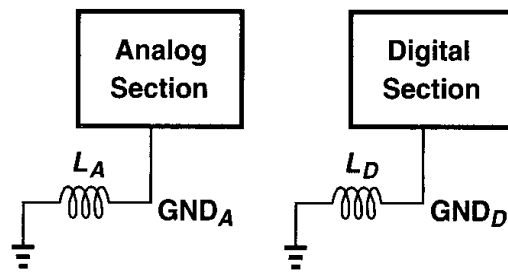 Analog
Section
L_A
GND_A
Digital
Section
L_D
GND_D